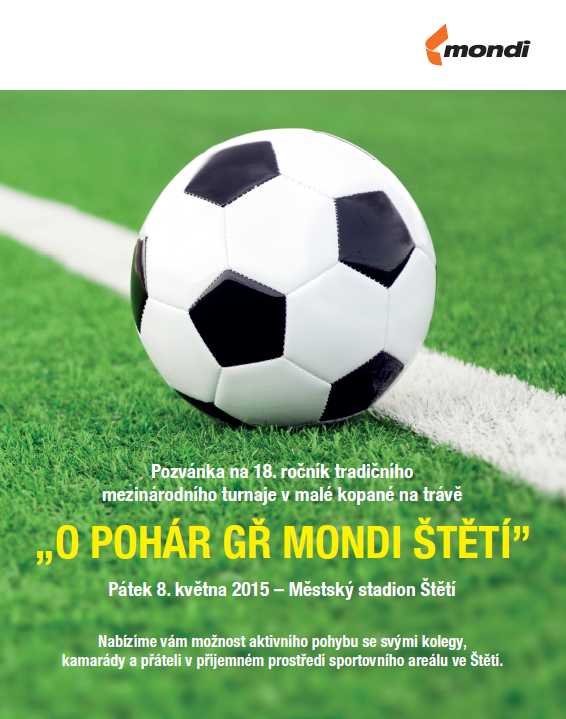 mondi
Pozvánka na 18. ročník tradičního
mezinárodního turnaje v malé kopané na trávě
„O POHÁR GŘ MONDI ŠTĚTÍ”
Pátek 8. května 2015 – Městský stadion Štětí
Nabízíme vám možnost aktivního pohybu se svými kolegy,
kamarády a přáteli v příjemném prostředí sportovního areálu ve Štětí.